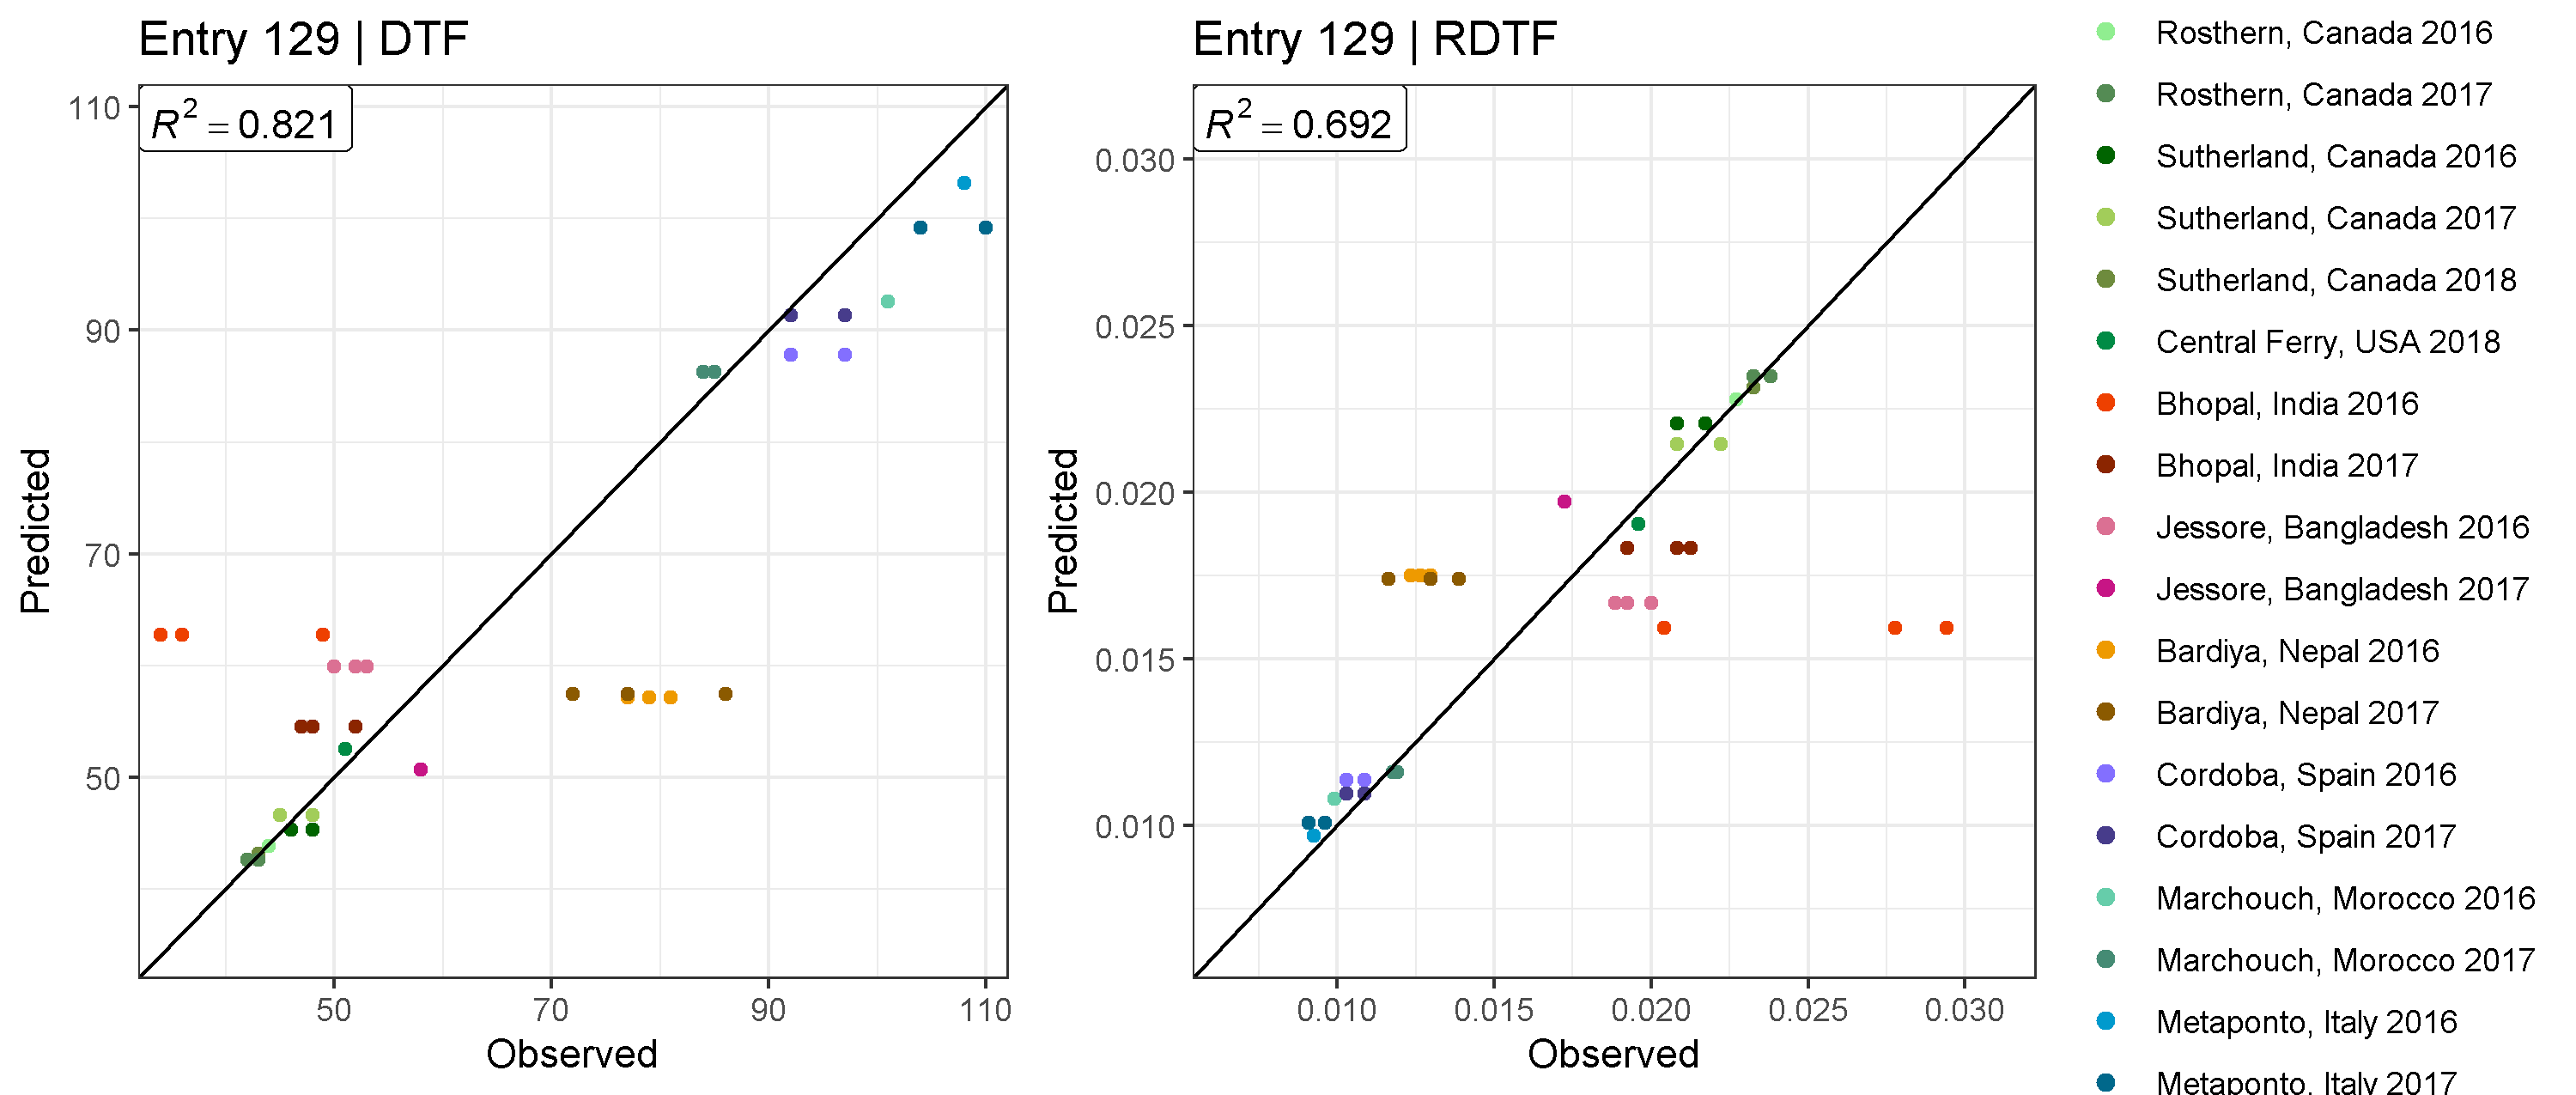 Entry 129 | DTF
R² = 0.821
110
90
70
50
Predicted
50
70
90
110
Observed
Entry 129 | RDTF
R² = 0.692
0.030
0.025
0.020
0.015
0.010
Predicted
0.010
0.015
0.020
0.025
0.030
Observed
Rosthern, Canada 2016
Rosthern, Canada 2017
Sutherland, Canada 2016
Sutherland, Canada 2017
Sutherland, Canada 2018
Central Ferry, USA 2018
Bhopal, India 2016
Bhopal, India 2017
Jessore, Bangladesh 2016
Jessore, Bangladesh 2017
Bardiya, Nepal 2016
Bardiya, Nepal 2017
Cordoba, Spain 2016
Cordoba, Spain 2017
Marchouch, Morocco 2016
Marchouch, Morocco 2017
Metaponto, Italy 2016
Metaponto, Italy 2017